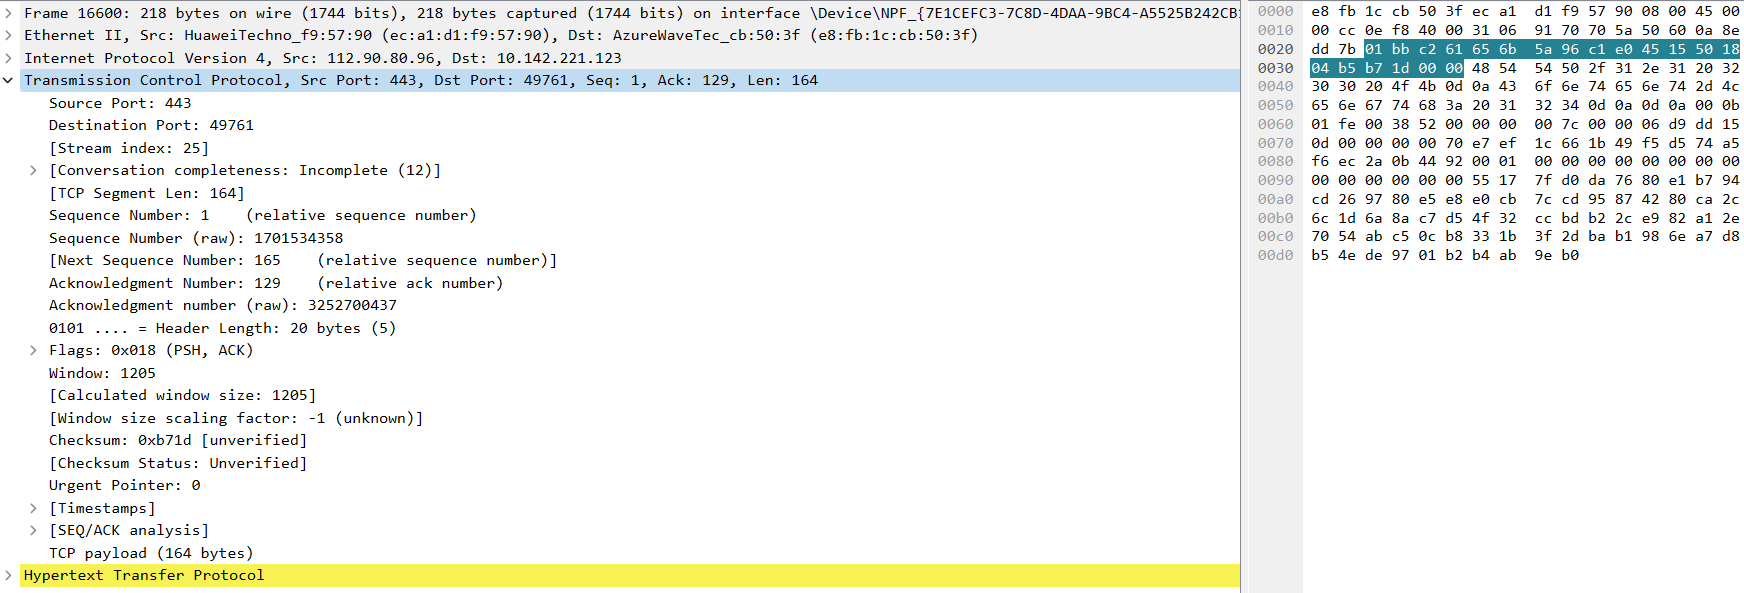 Frame 16600: 218 bytes on wire (1744 bits), 218 bytes captured (1744 bits) on interface \Device\NPF_{7E1CEFC3-7C8D-4DAA-9BC4-A5525B242CB
Ethernet II, Src: HuaweiTechno_f9:57:90 (ec:a1:d1:f9:57:90), Dst: AzureWaveTec_cb:50:3f (e8:fb:1c:cb:50:3f)
Internet Protocol Version 4, Src: 112.90.80.96, Dst: 10.142.221.123
Transmission Control Protocol, Src Port: 443, Dst Port: 49761, Seq: 1, Ack: 129, Len: 164
Source Port: 443
Destination Port: 49761
[Stream index: 25]
[Conversation completeness: Incomplete (12)]
[TCP Segment Len: 164]
Sequence Number: 1    (relative sequence number)
Sequence Number (raw): 1701534358
[Next Sequence Number: 165    (relative sequence number)]
Acknowledgment Number: 129    (relative ack number)
Acknowledgment number (raw): 3252700437
0101 .... = Header Length: 20 bytes (5)
Flags: 0x018 (PSH, ACK)
Window: 1205
[Calculated window size: 1205]
[Window size scaling factor: -1 (unknown)]
Checksum: 0xb71d [unverified]
[Checksum Status: Unverified]
Urgent Pointer: 0
[Timestamps]
[SEQ/ACK analysis]
TCP payload (164 bytes)
Hypertext Transfer Protocol
0000 e8 fb 1c cb 50 3f ec a1 d1 f9 57 90 08 00 45 00
0010 00 cc 0e f8 40 00 31 06 91 70 70 5a 50 60 0a 8e
0020 dd 7b 01 bb c2 61 65 6b 5a 96 c1 e0 45 15 50 18
0030 04 b5 b7 1d 00 00 48 54 54 50 2f 31 2e 31 20 32
0040 30 30 20 4f 4b 0d 0a 43 6f 6e 74 65 6e 74 2d 4c
0050 65 6e 67 74 68 3a 20 31 32 34 0d 0a 0d 0a 00 0b
0060 01 fe 00 38 52 00 00 00 00 7c 00 00 06 d9 dd 15
0070 0d 00 00 00 00 70 e7 ef 1c 66 1b 49 f5 d5 74 a5
0080 f6 ec 2a 0b 44 92 00 01 00 00 00 00 00 00 00 00
0090 00 00 00 00 00 00 55 17 7f d0 da 76 80 e1 b7 94
00a0 cd 26 97 80 e5 e8 e0 cb 7c cd 95 87 42 80 ca 2c
00b0 6c 1d 6a 8a c7 d5 4f 32 cc bd b2 2c e9 82 a1 2e
00c0 70 54 ab c5 0c b8 33 1b 3f 2d ba b1 98 6e a7 d8
00d0 b5 4e de 97 01 b2 b4 ab 9e b0